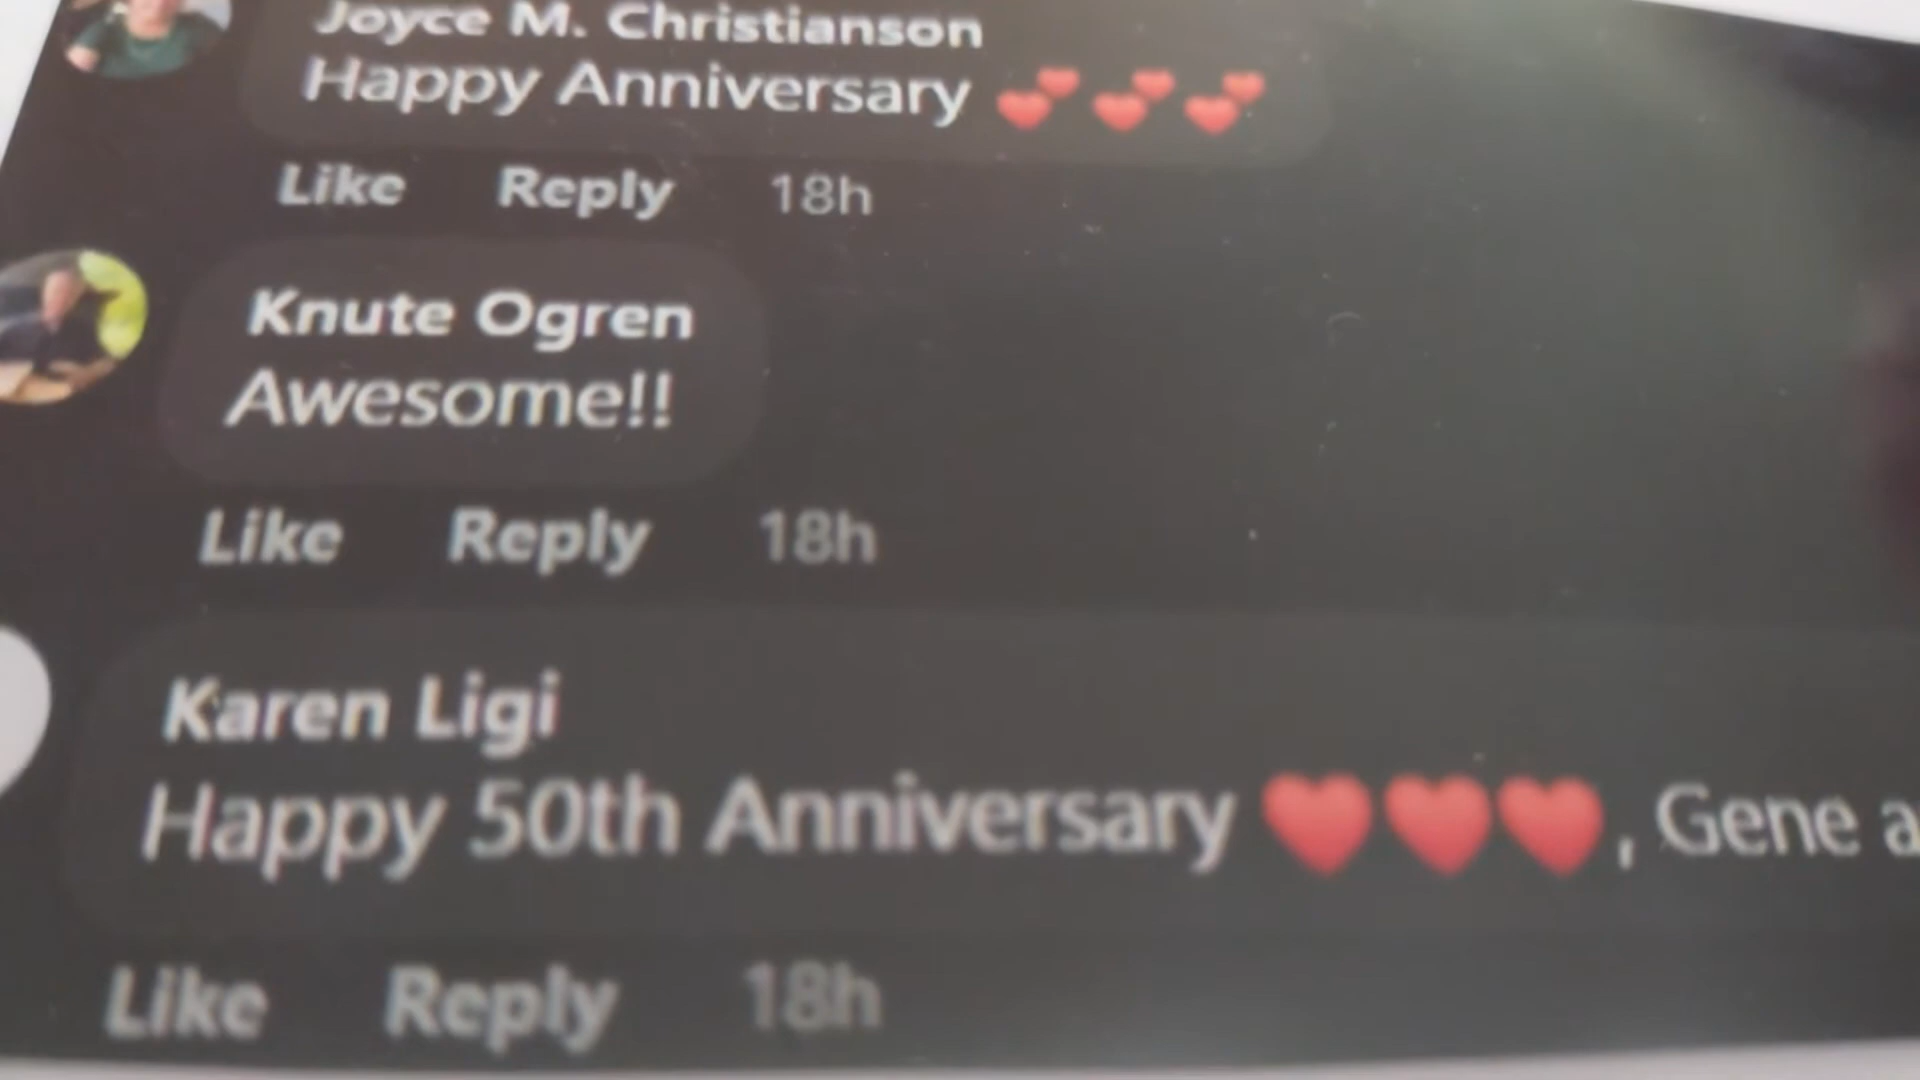 Joyce M. Christianson
Happy Anniversary 💕 💕 💕
Like Reply 18h
Knute Ogren
Awesome!!
Like Reply 18h
Karen Ligi
Happy 50th Anniversary ❤❤❤, Gene a
Like Reply 18h